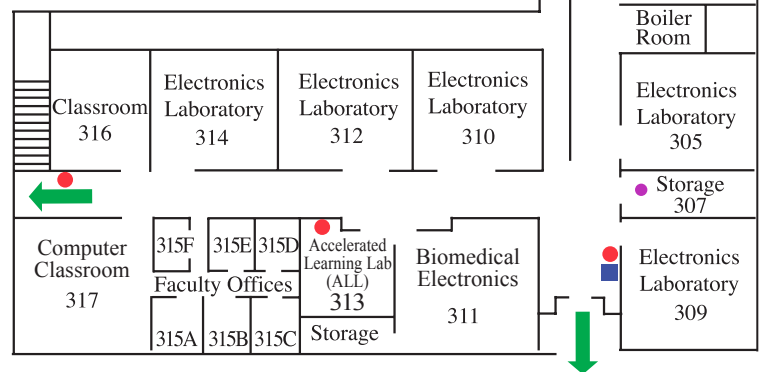 Boiler
Room
Classroom
316
Electronics
Laboratory
314
Electronics
Laboratory
312
Electronics
Laboratory
310
Electronics
Laboratory
305
Storage
307
Computer
Classroom
317
315F
315E
315D
Faculty Offices
315A
315B
315C
Accelerated
Learning Lab
(ALL)
313
Storage
Biomedical
Electronics
311
Electronics
Laboratory
309